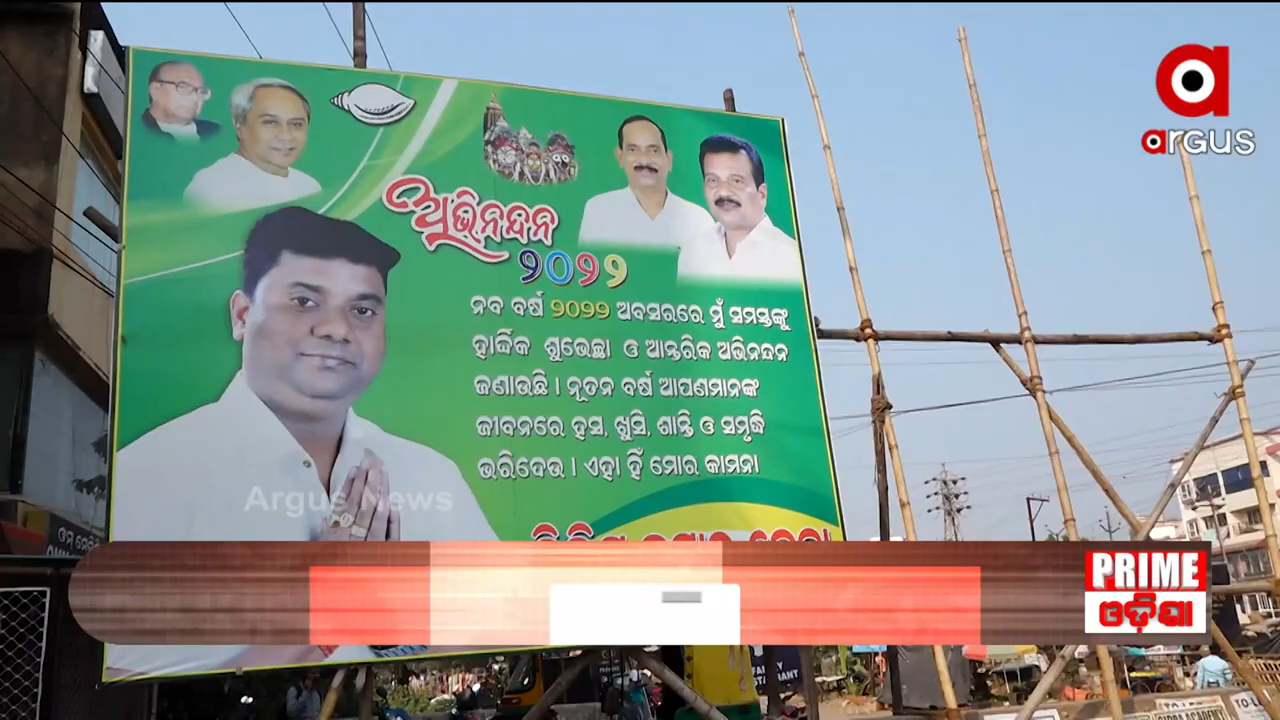 argus
ଅଭିନନ୍ଦନ
୨୦୨୨
ନବ ବର୍ଷ ୨୦୨୨ ଅବସରରେ ମୁଁ ସମସ୍ତଙ୍କୁ
ହାର୍ଦ୍ଦିକ ଶୁଭେଚ୍ଛା ଓ ଆନ୍ତରିକ ଅଭିନନ୍ଦନ
ଜଣାଉଛି । ନୂତନ ବର୍ଷ ଆପଣମାନଙ୍କ
ଜୀବନରେ ହସ, ଖୁସି, ଶାନ୍ତି ଓ ସମୃଦ୍ଧି
ଭରିଦେଉ । ଏହା ହିଁ ମୋର କାମନା
Argus News
PRIME
ଓଡ଼ିଶା